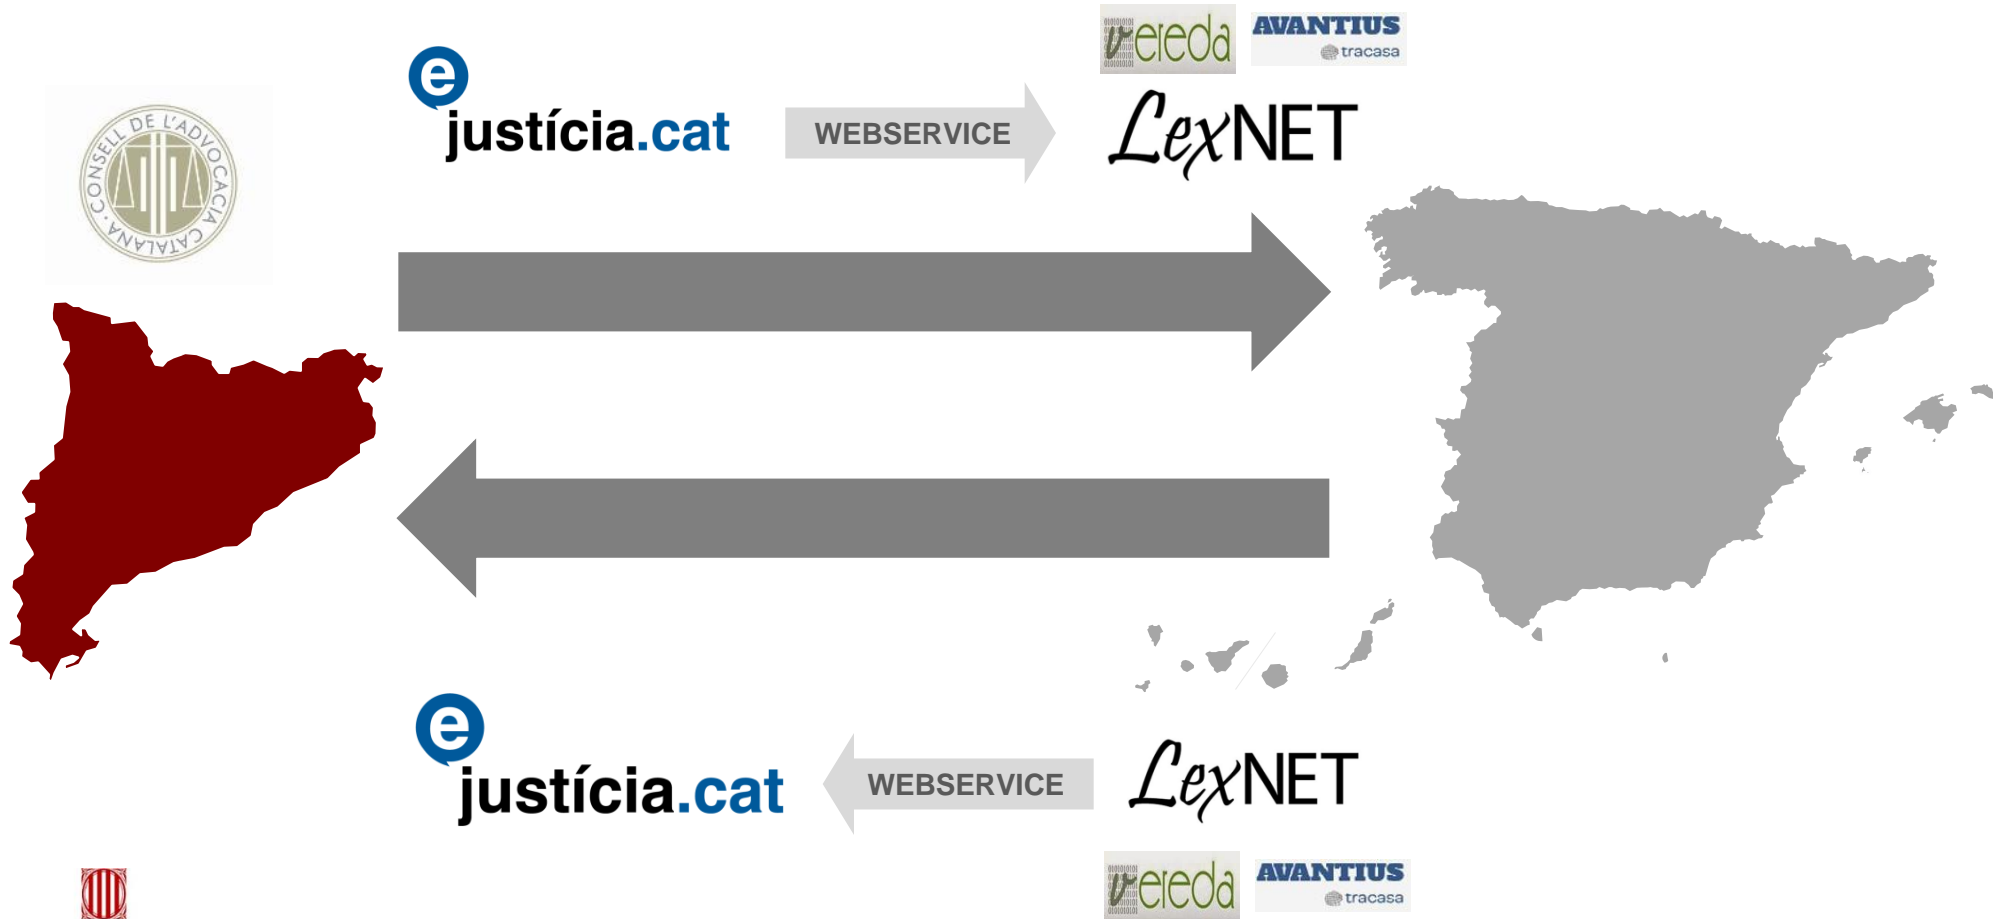 vereda
AVANTIUS
tracasa
e
justícia.cat
WEBSERVICE
LexNET
CONSELL DE L'ADVOCACIA CATALANA
e
justícia.cat
WEBSERVICE
LexNET
vereda
AVANTIUS
tracasa